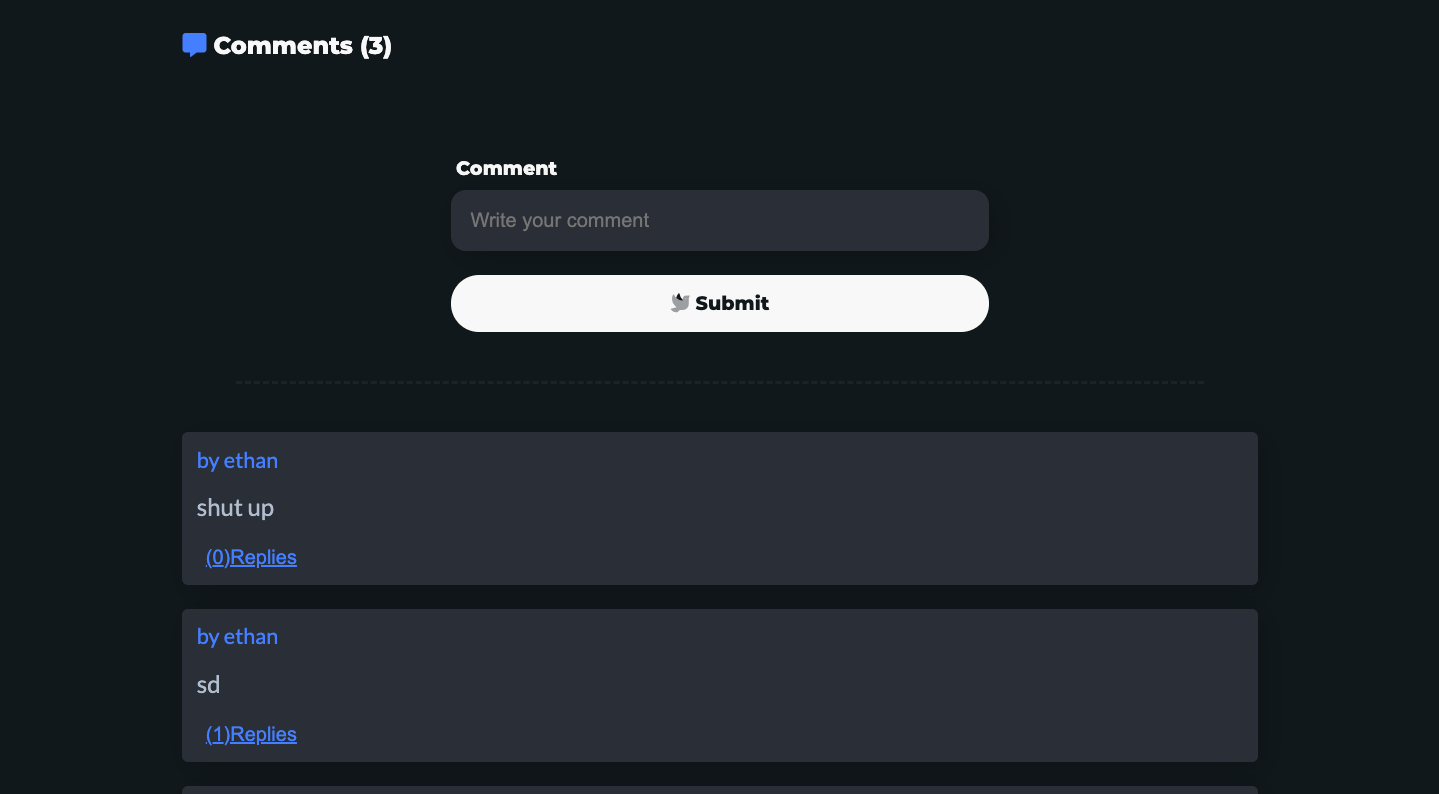 Comments (3)
Comment
Write your comment
Submit
by ethan
shut up
(0)Replies
by ethan
sd
(1)Replies